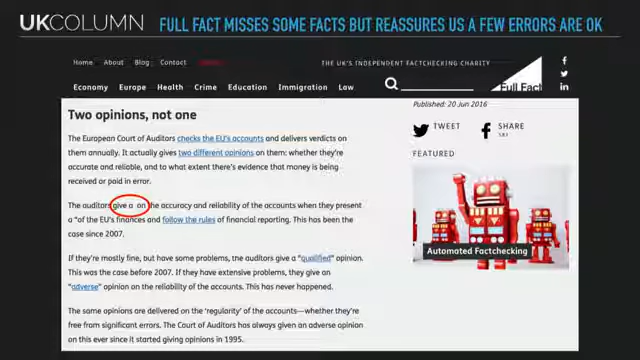 UKCOLUMN
FULL FACT MISSES SOME FACTS BUT REASSURES US A FEW ERRORS ARE OK
Home About Blog Contact
THE UK'S INDEPENDENT FACTCHECKING CHARITY
Economy Europe Health Crime Education Immigration Law
Full Fact
Two opinions, not one
The European Court of Auditors checks the EU's accounts and delivers verdicts on
them annually. It actually gives two different opinions on them: whether they're
accurate and reliable, and to what extent there's evidence that money is being
received or paid in error.
The auditors give a on the accuracy and reliability of the accounts when they present
a "of the EU's finances and follow the rules of financial reporting. This has been the
case since 2007.
If they're mostly fine, but have some problems, the auditors give a "qualified" opinion.
This was the case before 2007. If they have extensive problems, they give an
"adverse" opinion on the reliability of the accounts. This has never happened.
The same opinions are delivered on the 'regularity' of the accounts—whether they're
free from significant errors. The Court of Auditors has always given an adverse opinion
on this ever since it started giving opinions in 1995.
Published: 20 Jun 2016
TWEET SHARE
FEATURED
Automated Factchecking